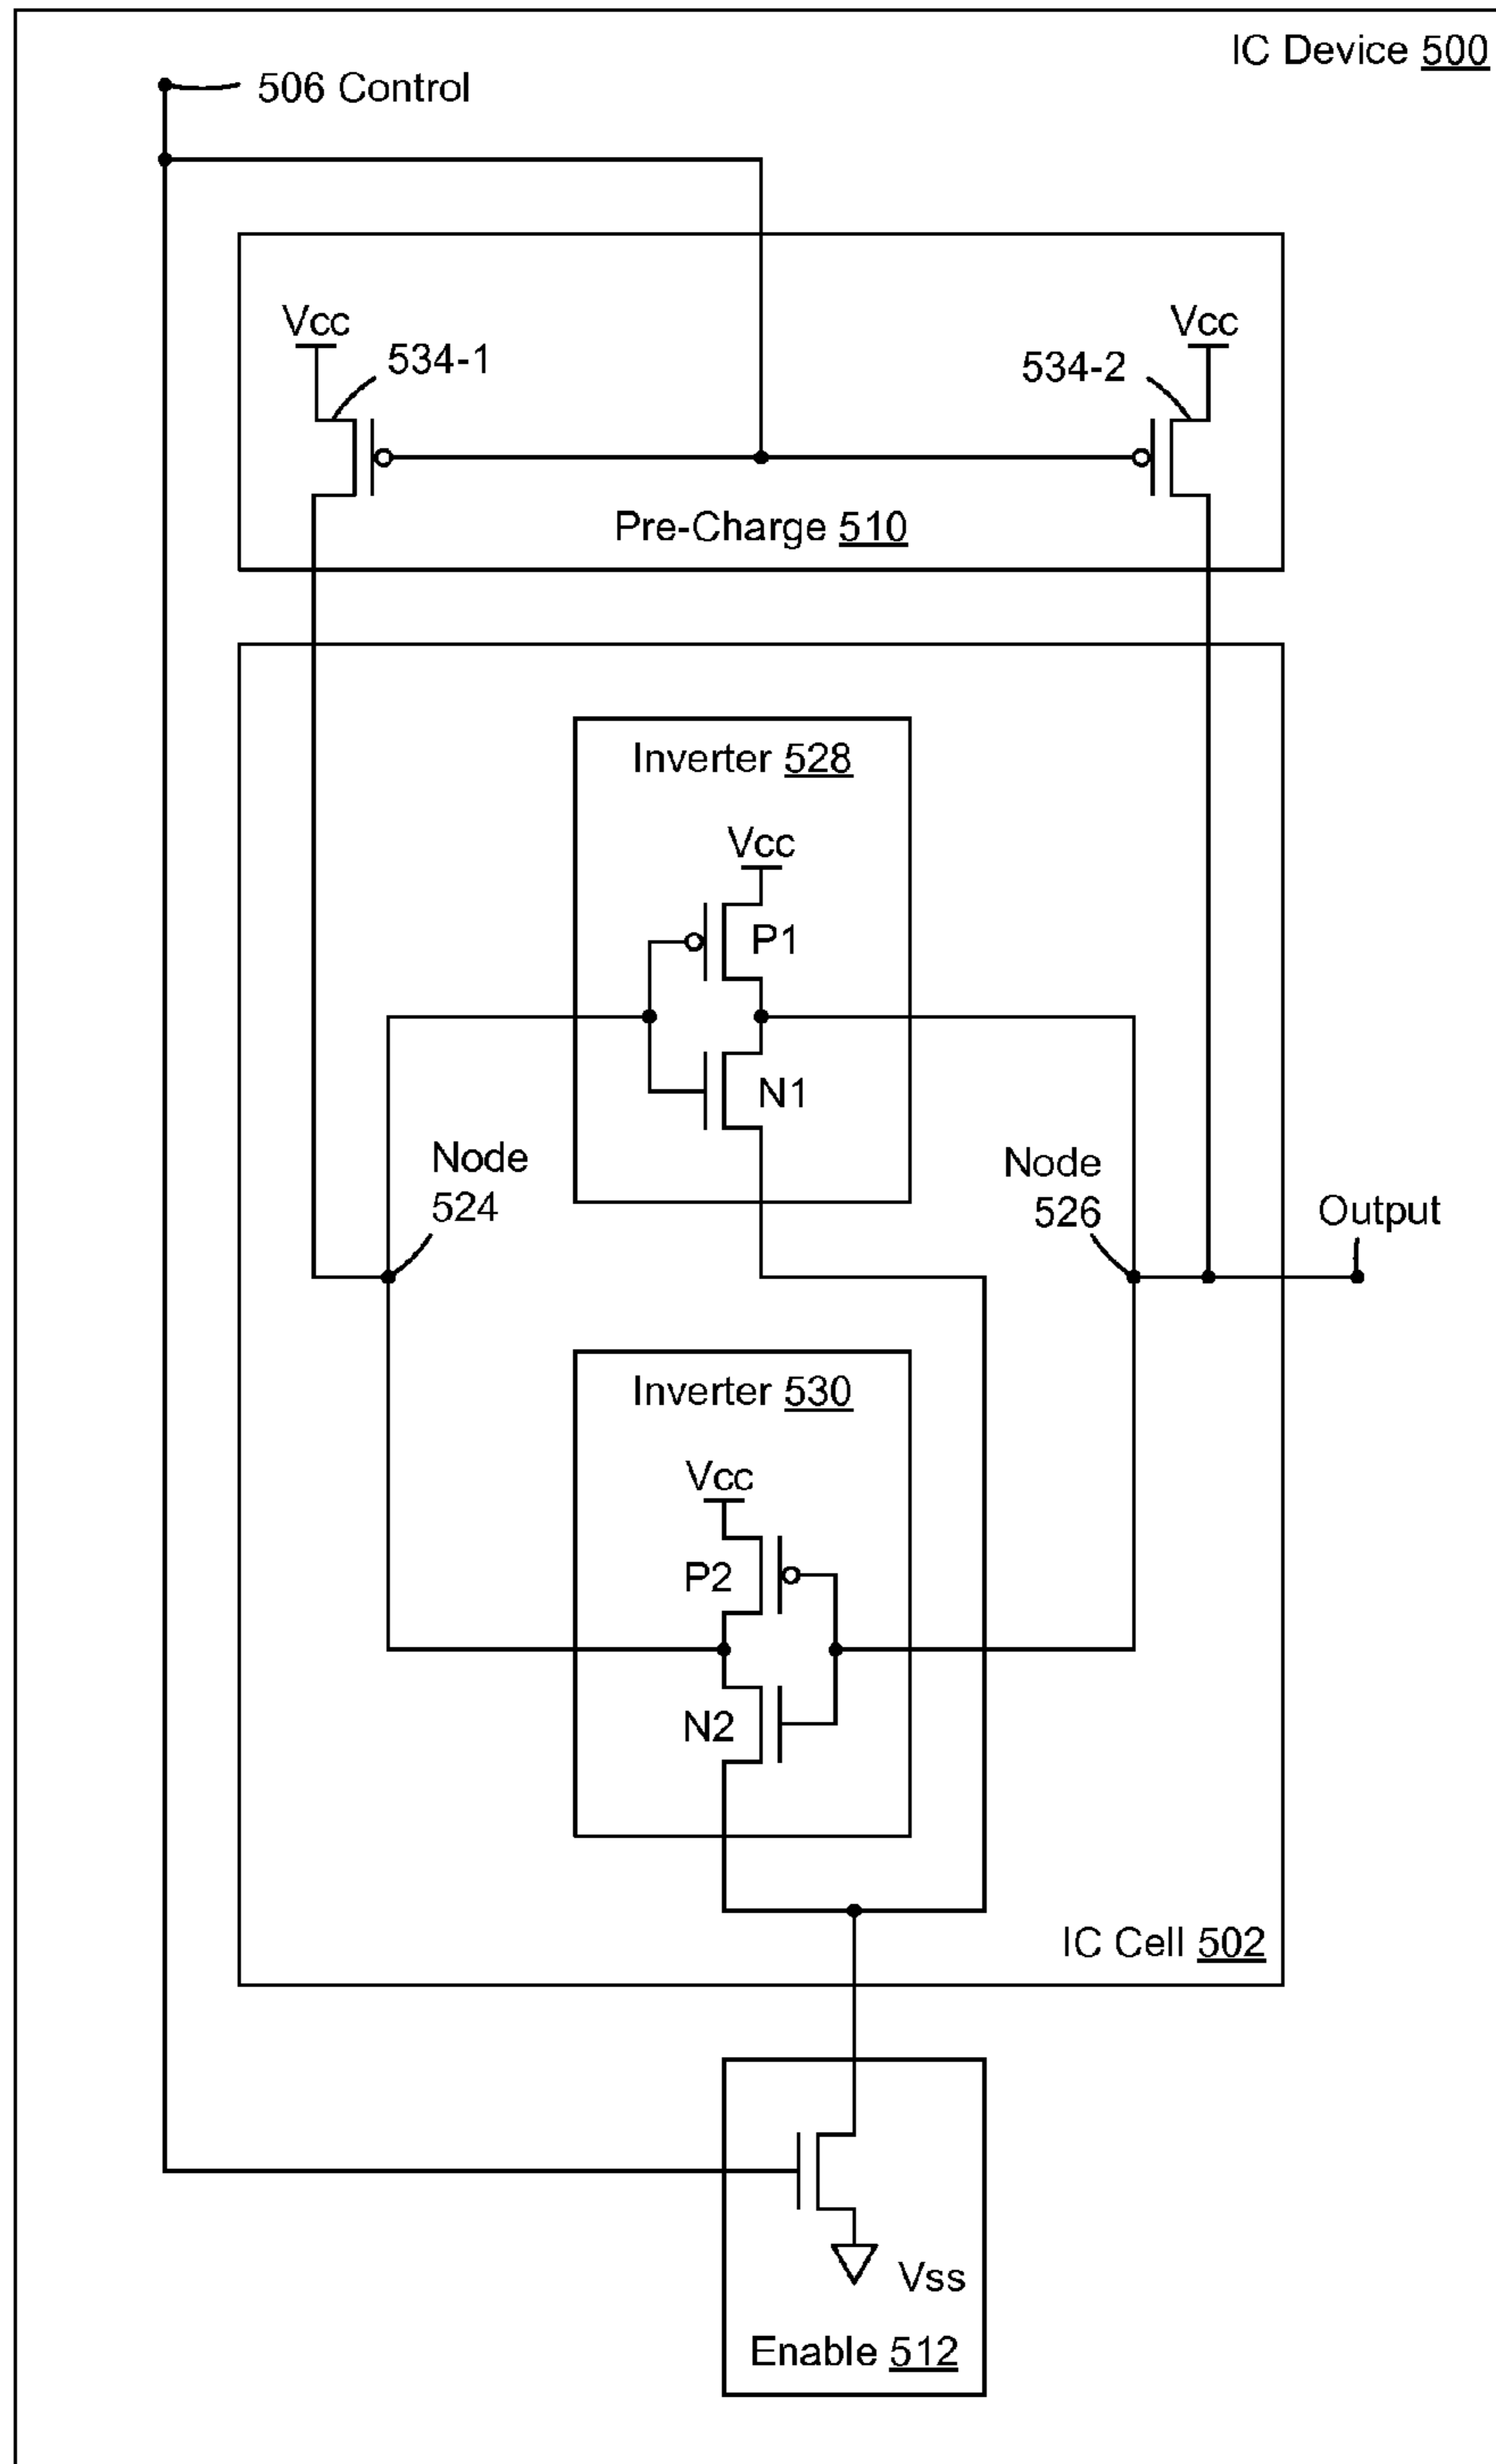 IC Device 500
506 Control
Vcc
Vcc
534-1
534-2
Pre-Charge 510
Inverter 528
Vcc
P1
N1
Node
524
Node
526
Output
Inverter 530
Vcc
P2
N2
IC Cell 502
Vss
Enable 512